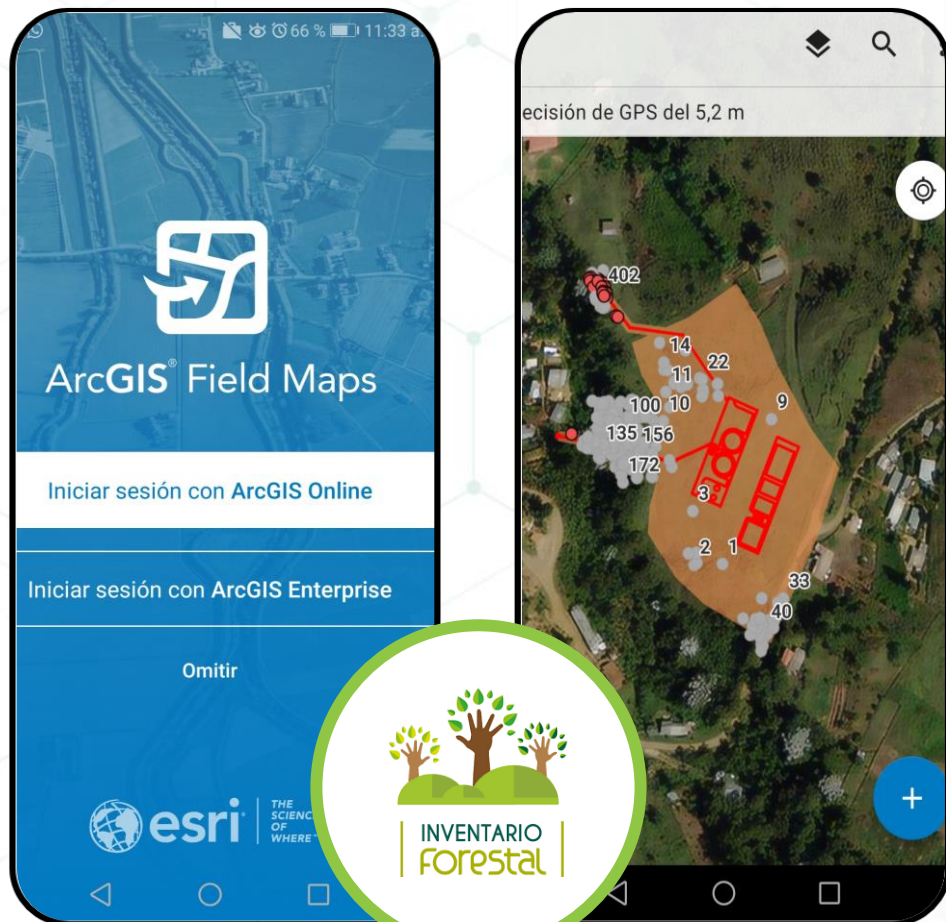 66 % 11:33 a.
ArcGIS® Field Maps
Iniciar sesión con ArcGIS Online
Iniciar sesión con ArcGIS Enterprise
Omitir
esri
THE
OF
WHERE
ecisión de GPS del 5,2 m
402
14
22
11
9
100
10
135
156
172
3
2
1
33
40
INVENTARIO
Forestal